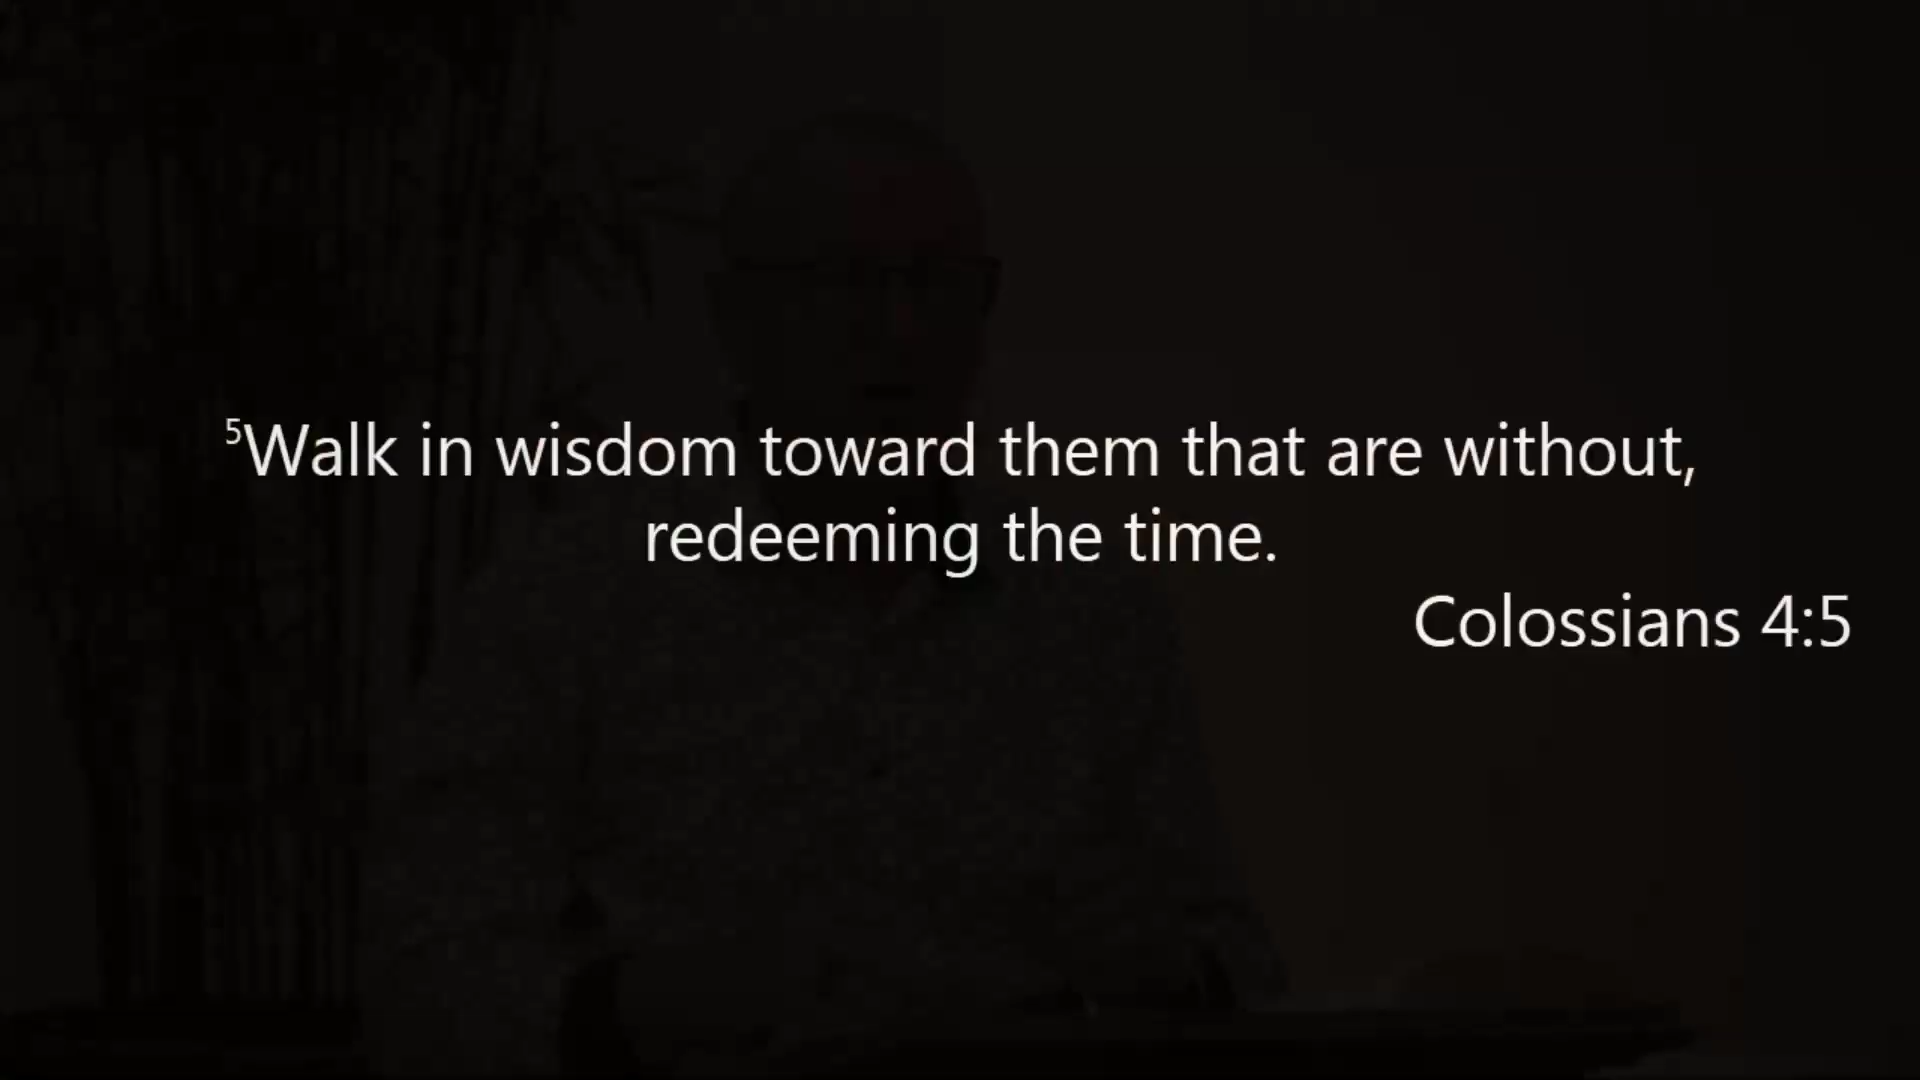 ⁵Walk in wisdom toward them that are without,
redeeming the time.
Colossians 4:5